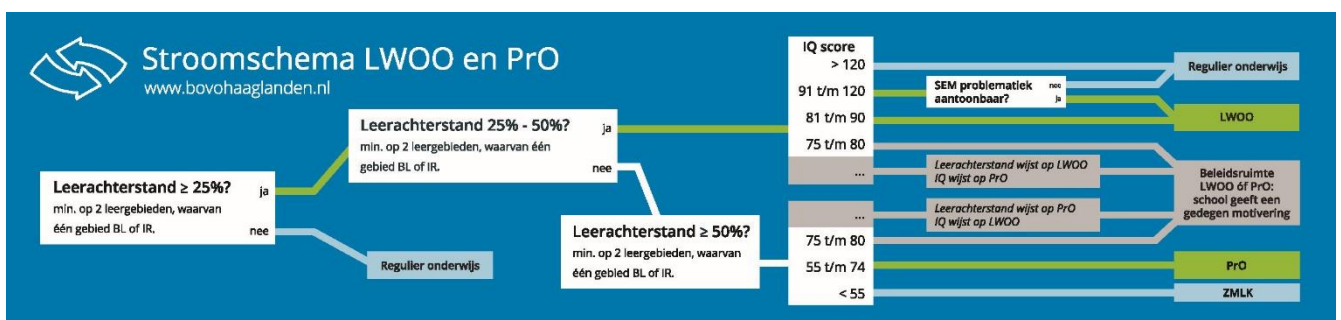 Stroomschema LWOO en PrO
www.bovohaaglanden.nl
Leerachterstand ≥ 25%?
min. op 2 leergebieden, waarvan
één gebied BL of IR.
ja
nee
Regulier onderwijs
Leerachterstand 25% - 50%?
min. op 2 leergebieden, waarvan één
gebied BL of IR.
ja
nee
Leerachterstand ≥ 50%?
min. op 2 leergebieden, waarvan
één gebied BL of IR.
IQ score
> 120
91 t/m 120
81 t/m 90
75 t/m 80
...
...
75 t/m 80
55 t/m 74
< 55
SEM problematiek
aantoonbaar?
nee
ja
Leerachterstand wijst op LWOO
IQ wijst op PrO
Leerachterstand wijst op PrO
IQ wijst op LWOO
Regulier onderwijs
LWOO
Beleidsruimte
LWOO óf PrO:
school geeft een
gedegen motivering
PrO
ZMLK